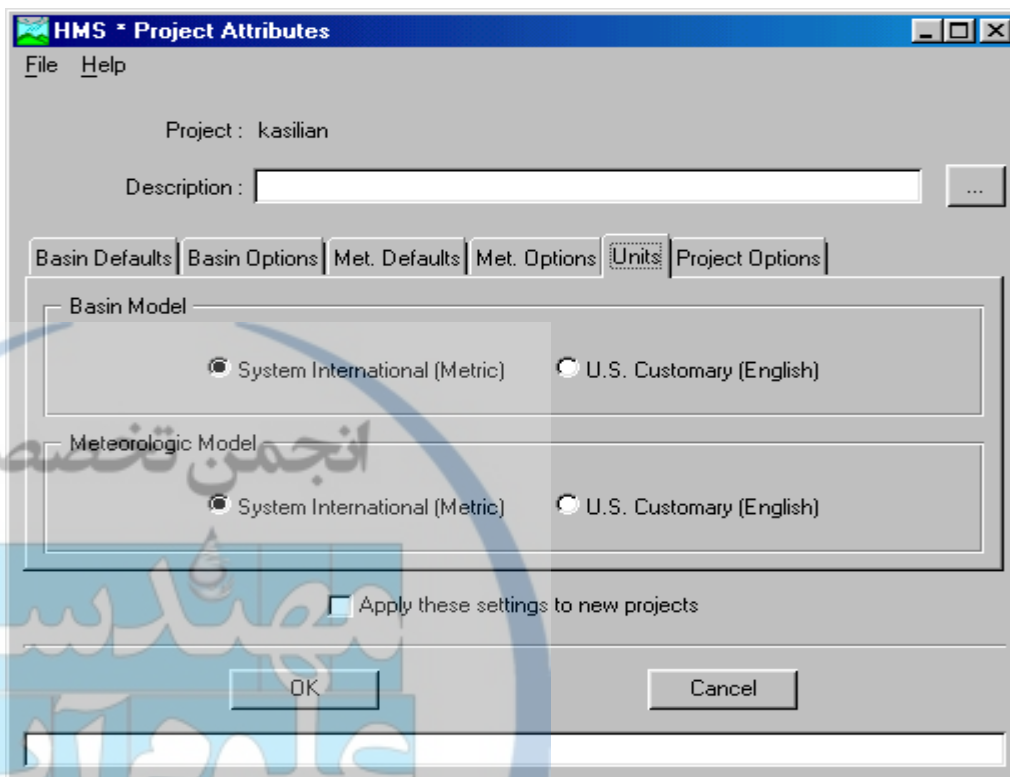 HMS * Project Attributes
File Help
Project : kasilian
Description :
...
Basin Defaults Basin Options Met. Defaults Met. Options Units Project Options
Basin Model
System International (Metric) U.S. Customary (English)
Meteorologic Model
انجمن
System International (Metric) U.S. Customary (English)
Apply these settings to new projects
OK Cancel